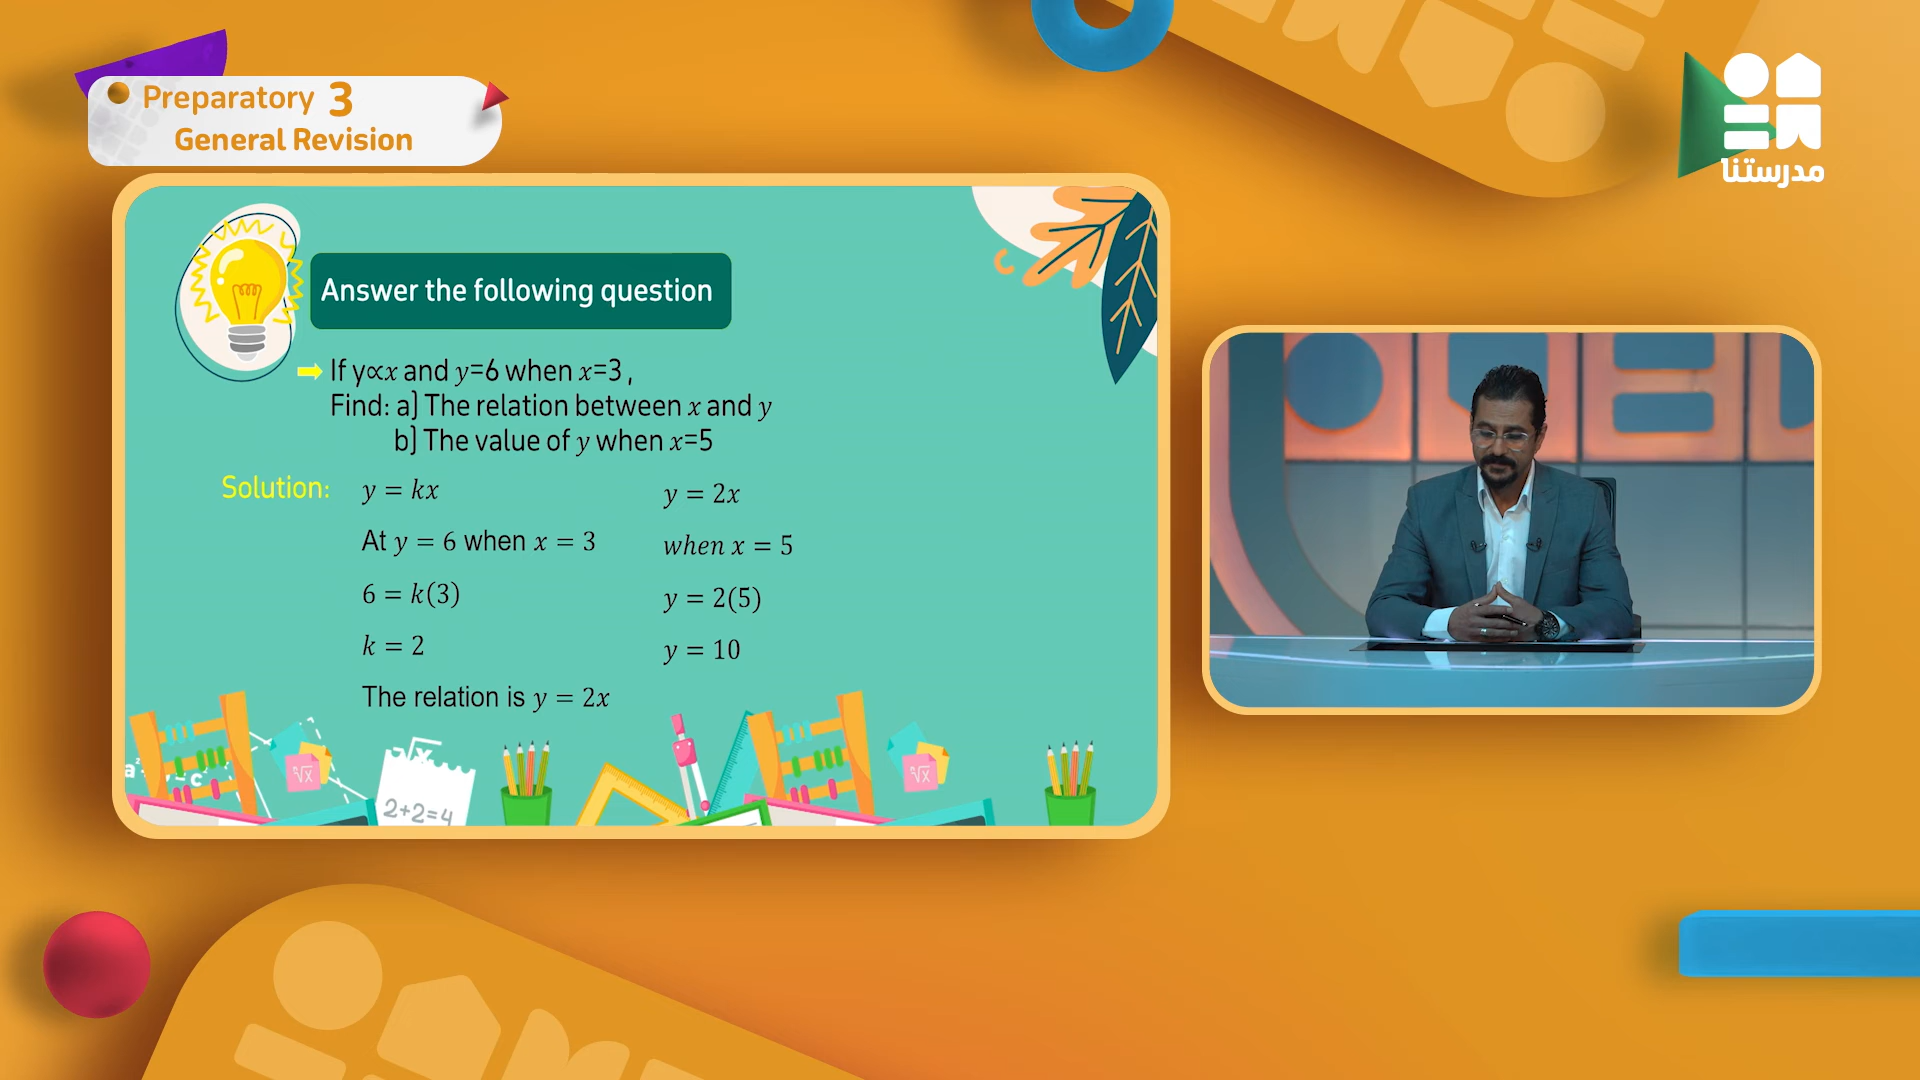 Preparatory 3
General Revision
مدرستنا
Answer the following question
If y∝x and y=6 when x=3 ,
Find: a) The relation between x and y
b) The value of y when x=5
Solution:
y = kx
At y = 6 when x = 3
6 = k(3)
k = 2
The relation is y = 2x
y = 2x
when x = 5
y = 2(5)
y = 10
√x
√x
2+2=4
√x